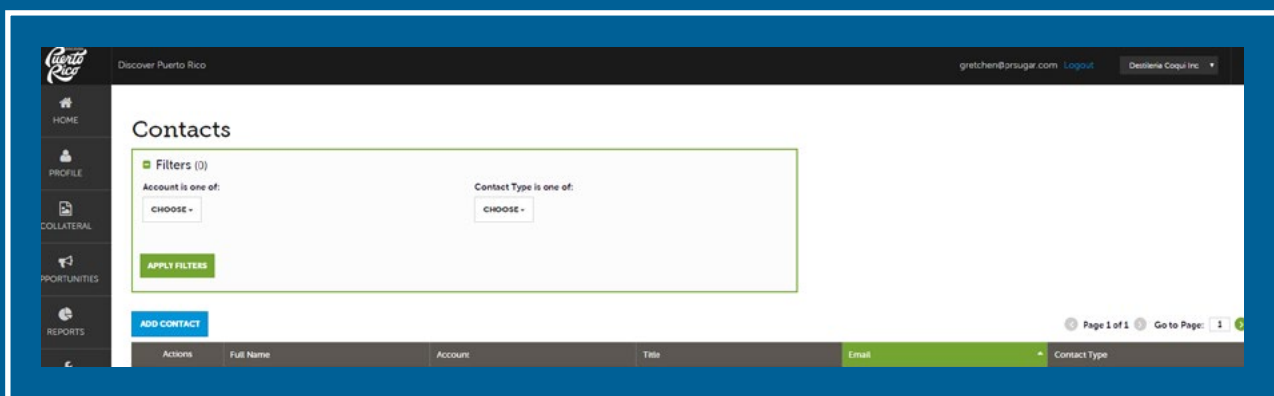 Puerto
Rico
Discover Puerto Rico
gretchen@prsugar.com Logout
Destileria Coqui Inc
HOME
PROFILE
COLLATERAL
PPORTUNITIES
REPORTS
Contacts
Filters (0)
Account is one of:
CHOOSE
Contact Type is one of:
CHOOSE
APPLY FILTERS
ADD CONTACT
Page 1 of 1 Go to Page: 1
Actions Full Name Account Title Email Contact Type